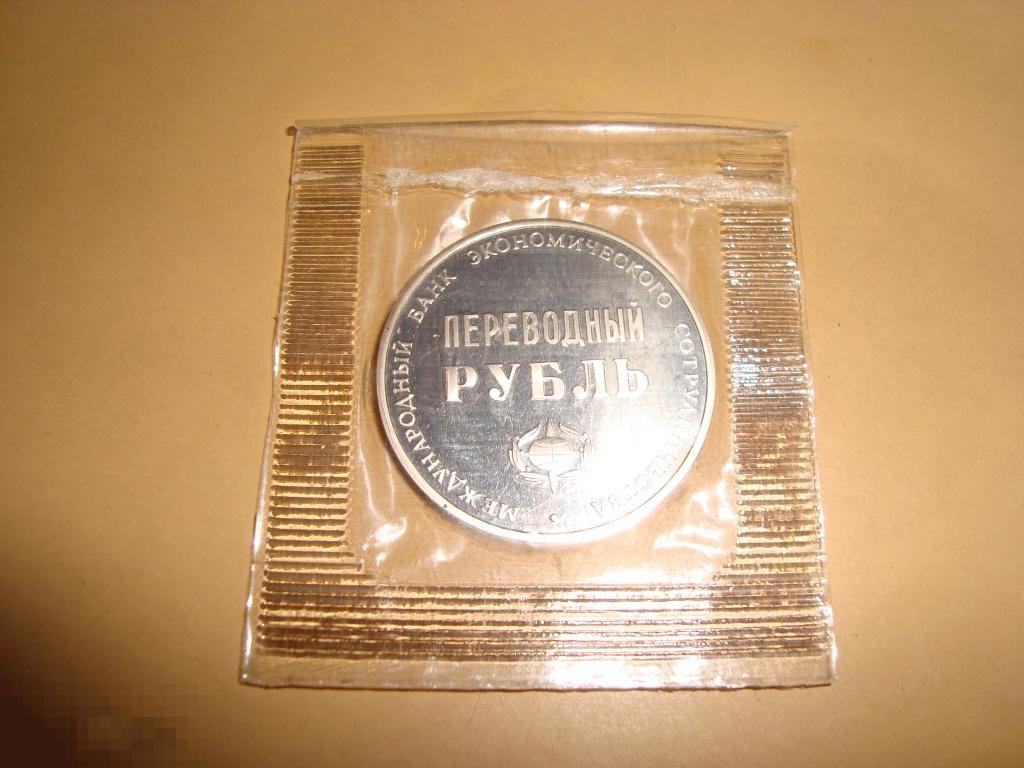 МЕЖДУНАРОДНЫЙ БАНК ЭКОНОМИЧЕСКОГО СОТРУДНИЧЕСТВА
ПЕРЕВОДНЫЙ
РУБЛЬ